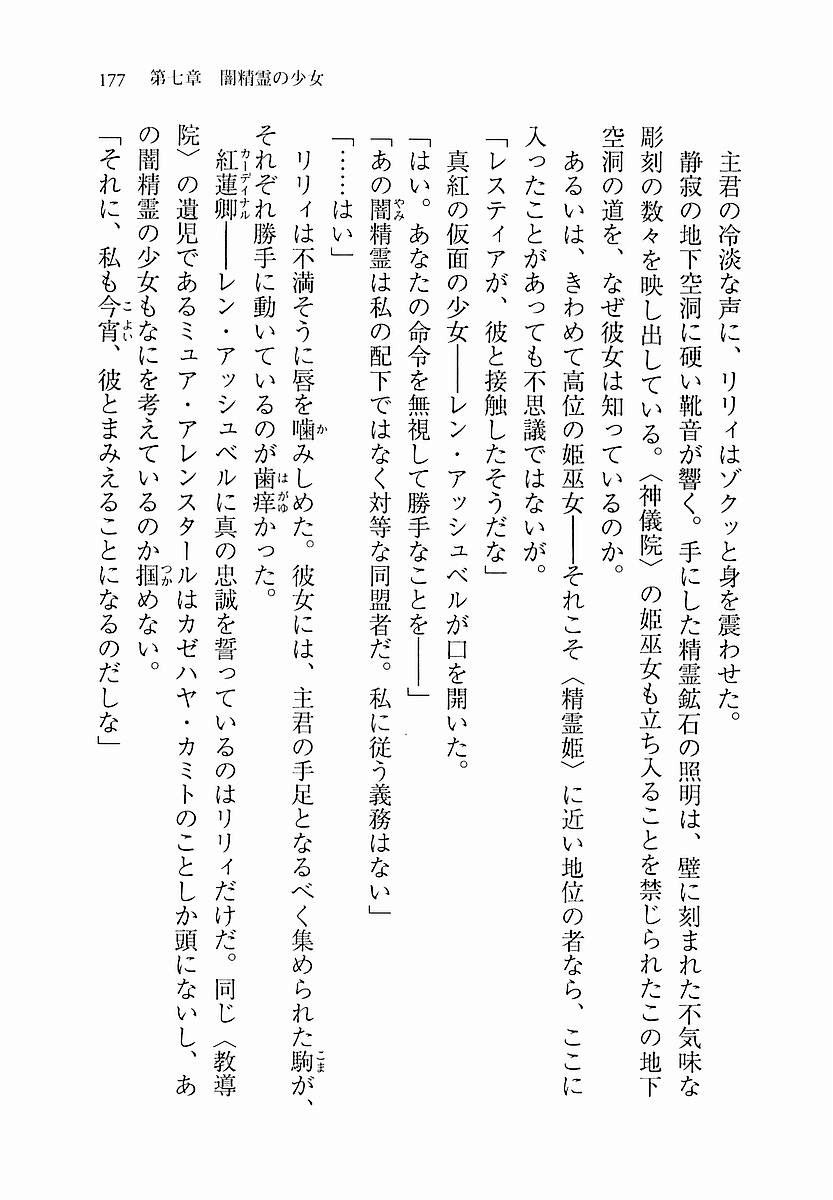 177　第七章　闇精霊の少女
　主君の冷淡な声に、リリィはゾクッと身を震わせた。
　静寂の地下空洞に硬い靴音が響く。手にした精霊鉱石の照明は、壁に刻まれた不気味な
彫刻の数々を映し出している。〈神儀院〉の姫巫女も立ち入ることを禁じられたこの地下
空洞の道を、なぜ彼女は知っているのか。
　あるいは、きわめて高位の姫巫女――それこそ〈精霊姫〉に近い地位の者なら、ここに
入ったことがあっても不思議ではないが。
「レスティアが、彼と接触したそうだな」
　真紅の仮面の少女――レン・アッシュベルが口を開いた。
「はい。あなたの命令を無視して勝手なことを――」
「あの闇精霊は私の配下ではなく対等な同盟者だ。私に従う義務はない」
「……はい」
　リリィは不満そうに唇を噛みしめた。彼女には、主君の手足となるべく集められた駒が、
それぞれ勝手に動いているのが歯痒かった。
　紅蓮卿――レン・アッシュベルに真の忠誠を誓っているのはリリィだけだ。同じ〈教導
院〉の遺児であるミュア・アレンスタールはカゼハヤ・カミトのことしか頭にないし、あ
の闇精霊の少女もなにを考えているのか掴めない。
「それに、私も今宵、彼とまみえることになるのだしな」